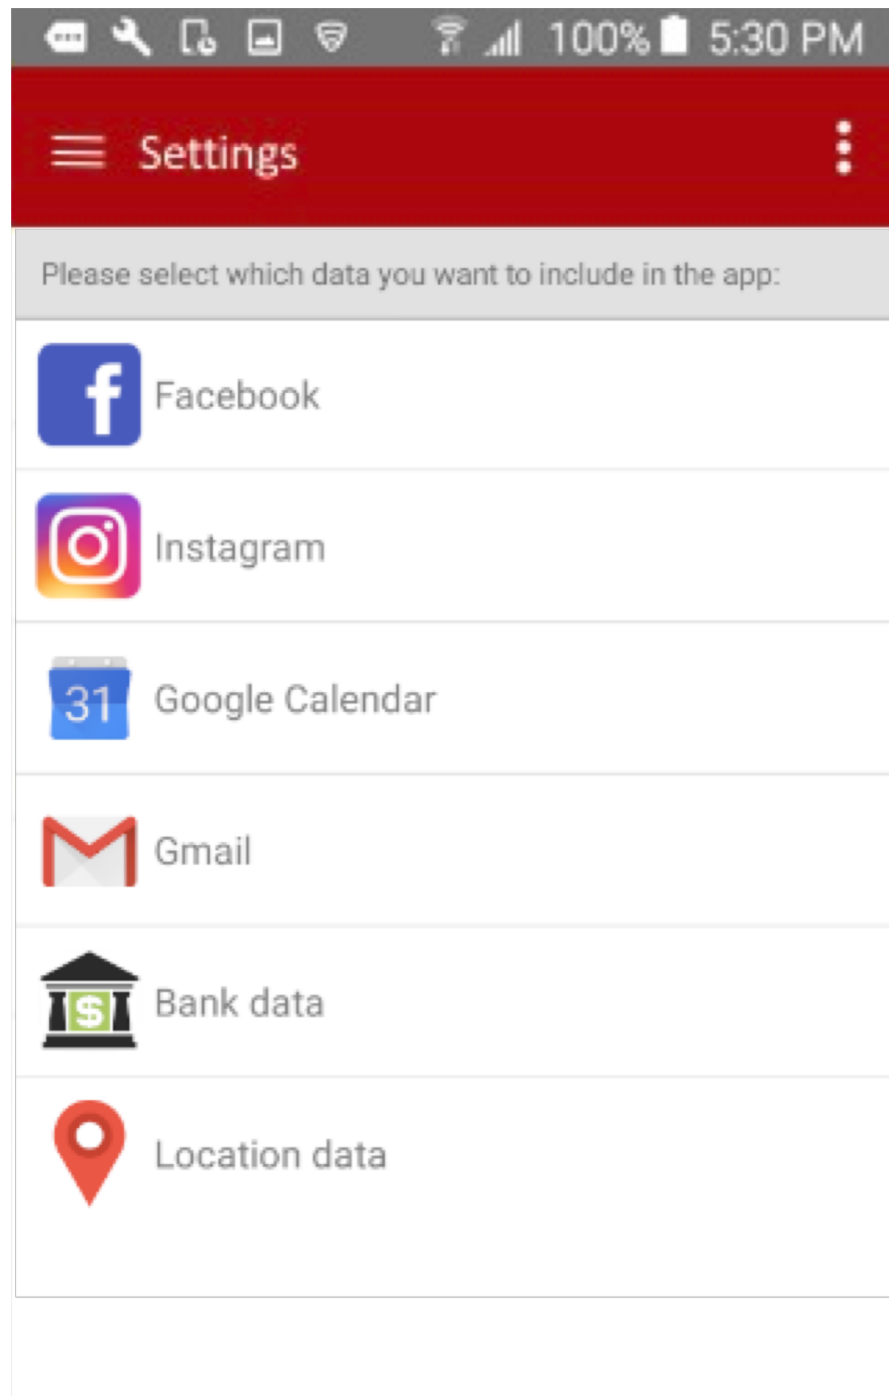 100% 5:30 PM
Settings
Please select which data you want to include in the app:
f Facebook
Instagram
31 Google Calendar
Gmail
$ Bank data
Location data